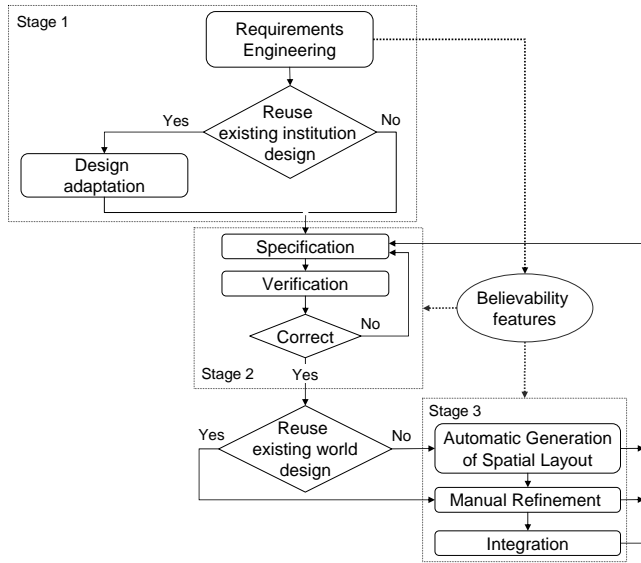 Stage 1
Requirements
Engineering
Reuse
existing institution
design
Yes
No
Design
adaptation
Specification
Verification
Correct
No
Yes
Stage 2
Believability
features
Reuse
existing world
design
Yes
No
Stage 3
Automatic Generation
of Spatial Layout
Manual Refinement
Integration